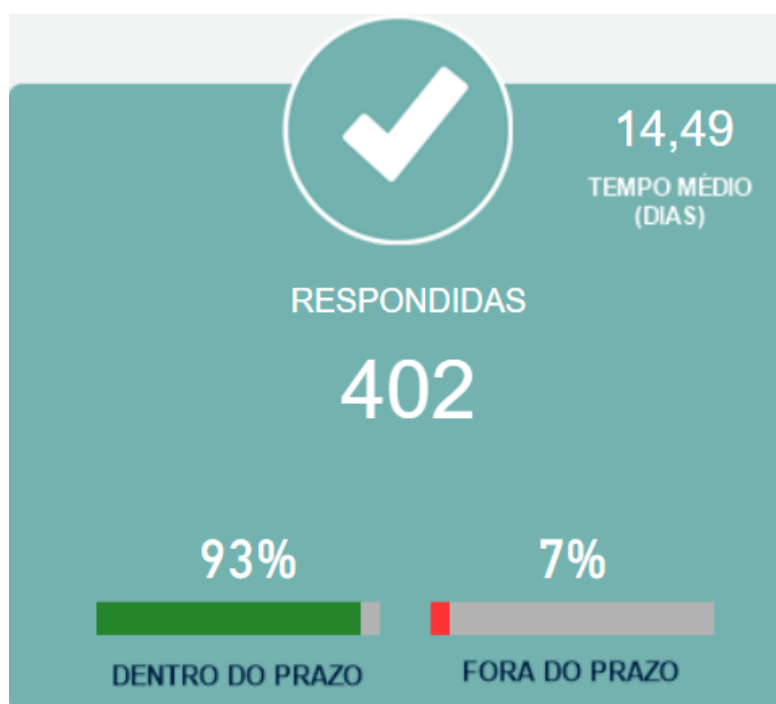 14,49
TEMPO MÉDIO
(DIAS)
RESPONDIDAS
402
93%
7%
DENTRO DO PRAZO
FORA DO PRAZO